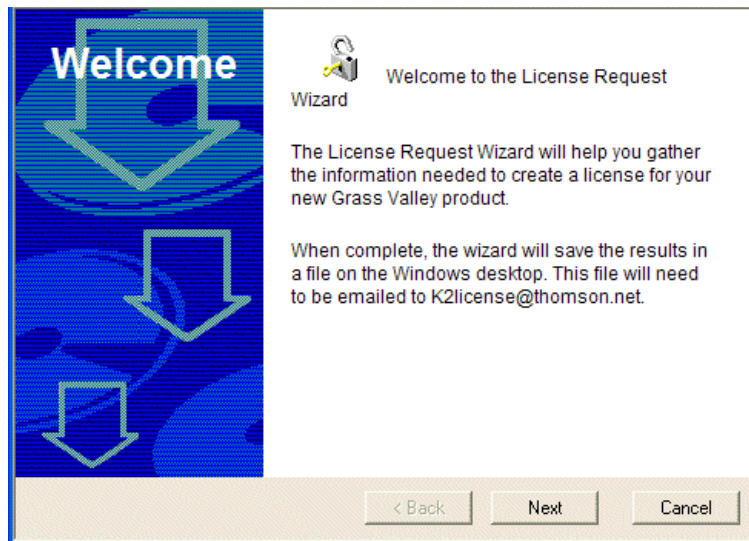 Welcome
Welcome to the License Request
Wizard
The License Request Wizard will help you gather
the information needed to create a license for your
new Grass Valley product.
When complete, the wizard will save the results in
a file on the Windows desktop. This file will need
to be emailed to K2license@thomson.net.
< Back
Next
Cancel